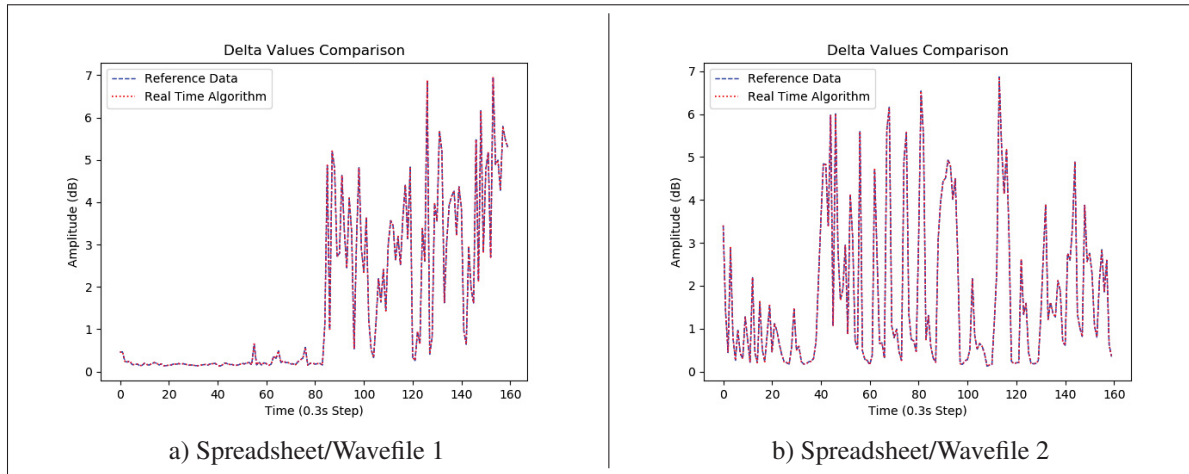 Delta Values Comparison
Reference Data
Real Time Algorithm
7
6
5
4
3
2
1
0
Amplitude (dB)
0 20 40 60 80 100 120 140 160
Time (0.3s Step)
a) Spreadsheet/Wavefile 1
Delta Values Comparison
Reference Data
Real Time Algorithm
7
6
5
4
3
2
1
0
Amplitude (dB)
0 20 40 60 80 100 120 140 160
Time (0.3s Step)
b) Spreadsheet/Wavefile 2